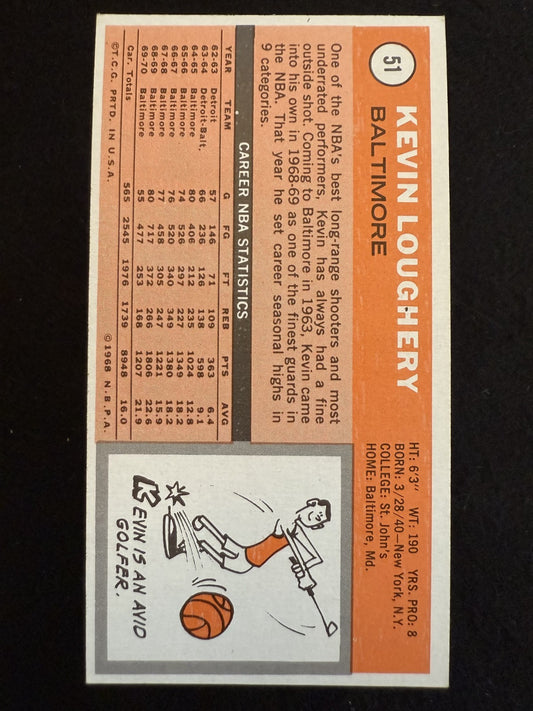 51
KEVIN LOUGHERY
BALTIMORE
HT: 6'3" WT: 190 YRS. PRO: 8
BORN: 3/28/40—New York, N.Y.
COLLEGE: St. John's
HOME: Baltimore, Md.
One of the NBA's best long-range shooters and most
underrated performers, Kevin has always had a fine
outside shot. Coming to Baltimore in 1963, Kevin came
into his own in 1968-69 as one of the finest guards in
the NBA. That year he set career seasonal highs in
9 categories.
CAREER NBA STATISTICS
YEAR TEAM G FG FT REB PTS AVG
62-63 Detroit 57 146 71 109 363 6.4
63-64 Detroit-Balt. 66 236 126 138 598 9.1
64-65 Baltimore 80 406 212 235 1024 12.8
65-66 Baltimore 74 526 297 227 1349 18.2
66-67 Baltimore 76 520 340 349 1380 18.2
67-68 Baltimore 77 458 305 247 1221 15.9
68-69 Baltimore 80 717 372 266 1806 22.6
69-70 Baltimore 55 477 253 168 1207 21.9
Car. Totals 565 2545 1976 1739 8948 16.0
©T.C.G. PRTD. IN U.S.A. ©1968 N.B.P.A.
KEVIN IS AN AVID
GOLFER.